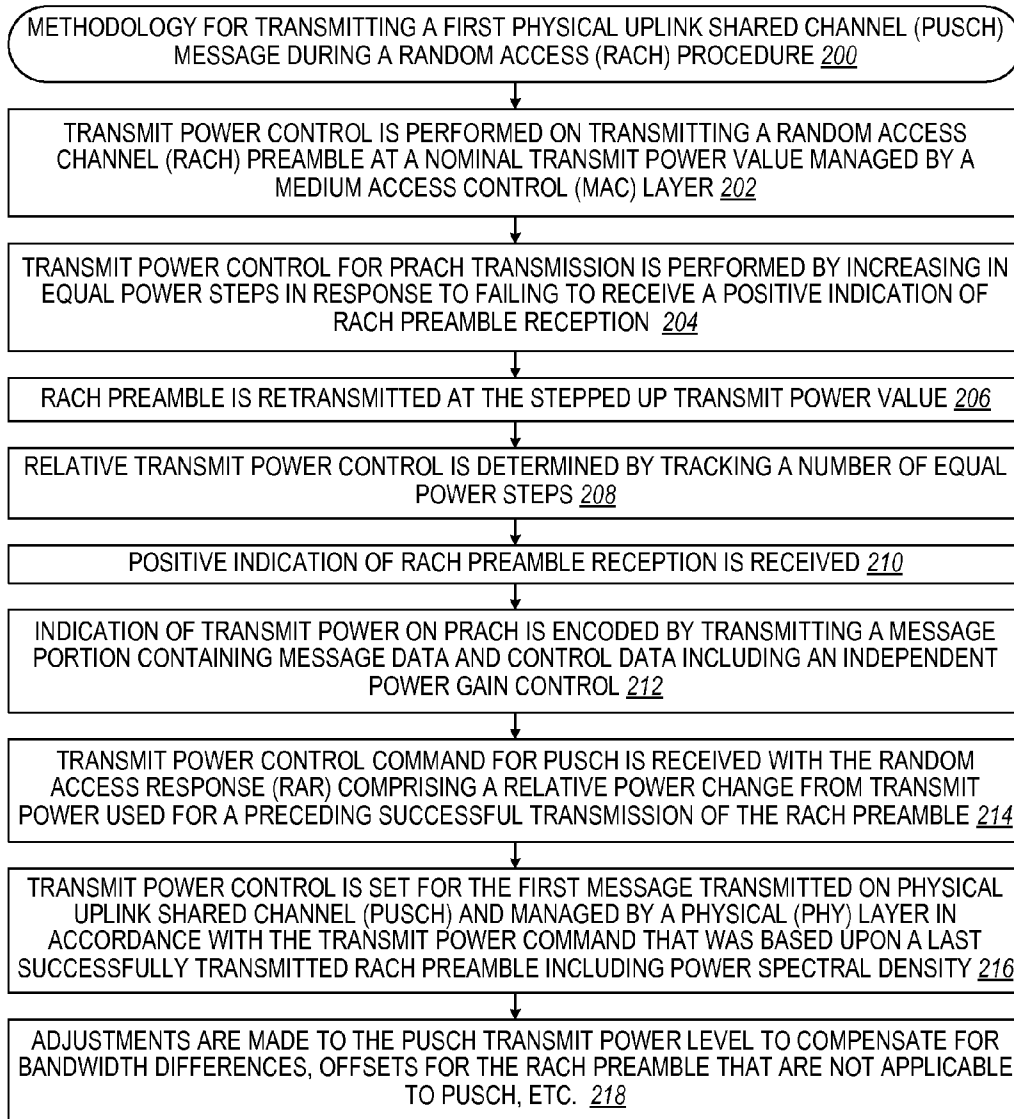 METHODOLOGY FOR TRANSMITTING A FIRST PHYSICAL UPLINK SHARED CHANNEL (PUSCH)
MESSAGE DURING A RANDOM ACCESS (RACH) PROCEDURE 200
TRANSMIT POWER CONTROL IS PERFORMED ON TRANSMITTING A RANDOM ACCESS
CHANNEL (RACH) PREAMBLE AT A NOMINAL TRANSMIT POWER VALUE MANAGED BY A
MEDIUM ACCESS CONTROL (MAC) LAYER 202
TRANSMIT POWER CONTROL FOR PRACH TRANSMISSION IS PERFORMED BY INCREASING IN
EQUAL POWER STEPS IN RESPONSE TO FAILING TO RECEIVE A POSITIVE INDICATION OF
RACH PREAMBLE RECEPTION 204
RACH PREAMBLE IS RETRANSMITTED AT THE STEPPED UP TRANSMIT POWER VALUE 206
RELATIVE TRANSMIT POWER CONTROL IS DETERMINED BY TRACKING A NUMBER OF EQUAL
POWER STEPS 208
POSITIVE INDICATION OF RACH PREAMBLE RECEPTION IS RECEIVED 210
INDICATION OF TRANSMIT POWER ON PRACH IS ENCODED BY TRANSMITTING A MESSAGE
PORTION CONTAINING MESSAGE DATA AND CONTROL DATA INCLUDING AN INDEPENDENT
POWER GAIN CONTROL 212
TRANSMIT POWER CONTROL COMMAND FOR PUSCH IS RECEIVED WITH THE RANDOM
ACCESS RESPONSE (RAR) COMPRISING A RELATIVE POWER CHANGE FROM TRANSMIT
POWER USED FOR A PRECEDING SUCCESSFUL TRANSMISSION OF THE RACH PREAMBLE 214
TRANSMIT POWER CONTROL IS SET FOR THE FIRST MESSAGE TRANSMITTED ON PHYSICAL
UPLINK SHARED CHANNEL (PUSCH) AND MANAGED BY A PHYSICAL (PHY) LAYER IN
ACCORDANCE WITH THE TRANSMIT POWER COMMAND THAT WAS BASED UPON A LAST
SUCCESSFULLY TRANSMITTED RACH PREAMBLE INCLUDING POWER SPECTRAL DENSITY 216
ADJUSTMENTS ARE MADE TO THE PUSCH TRANSMIT POWER LEVEL TO COMPENSATE FOR
BANDWIDTH DIFFERENCES, OFFSETS FOR THE RACH PREAMBLE THAT ARE NOT APPLICABLE
TO PUSCH, ETC. 218